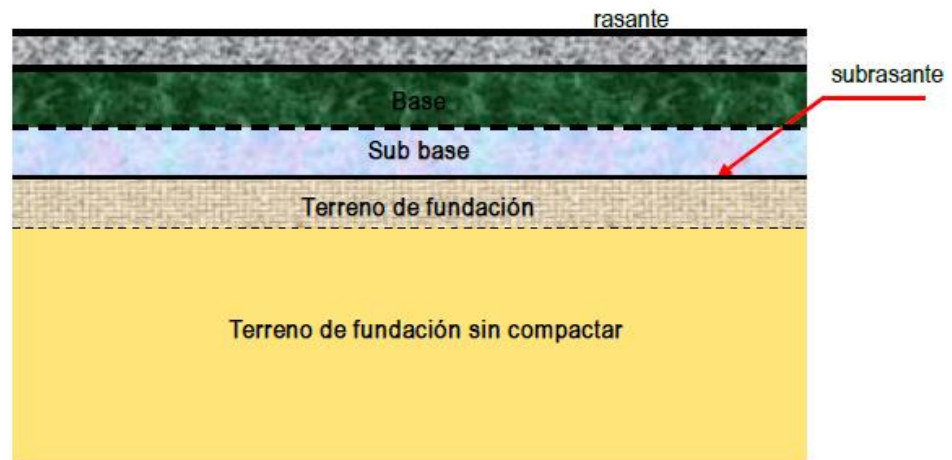 rasante
subrasante
Base
Sub base
Terreno de fundación
Terreno de fundación sin compactar